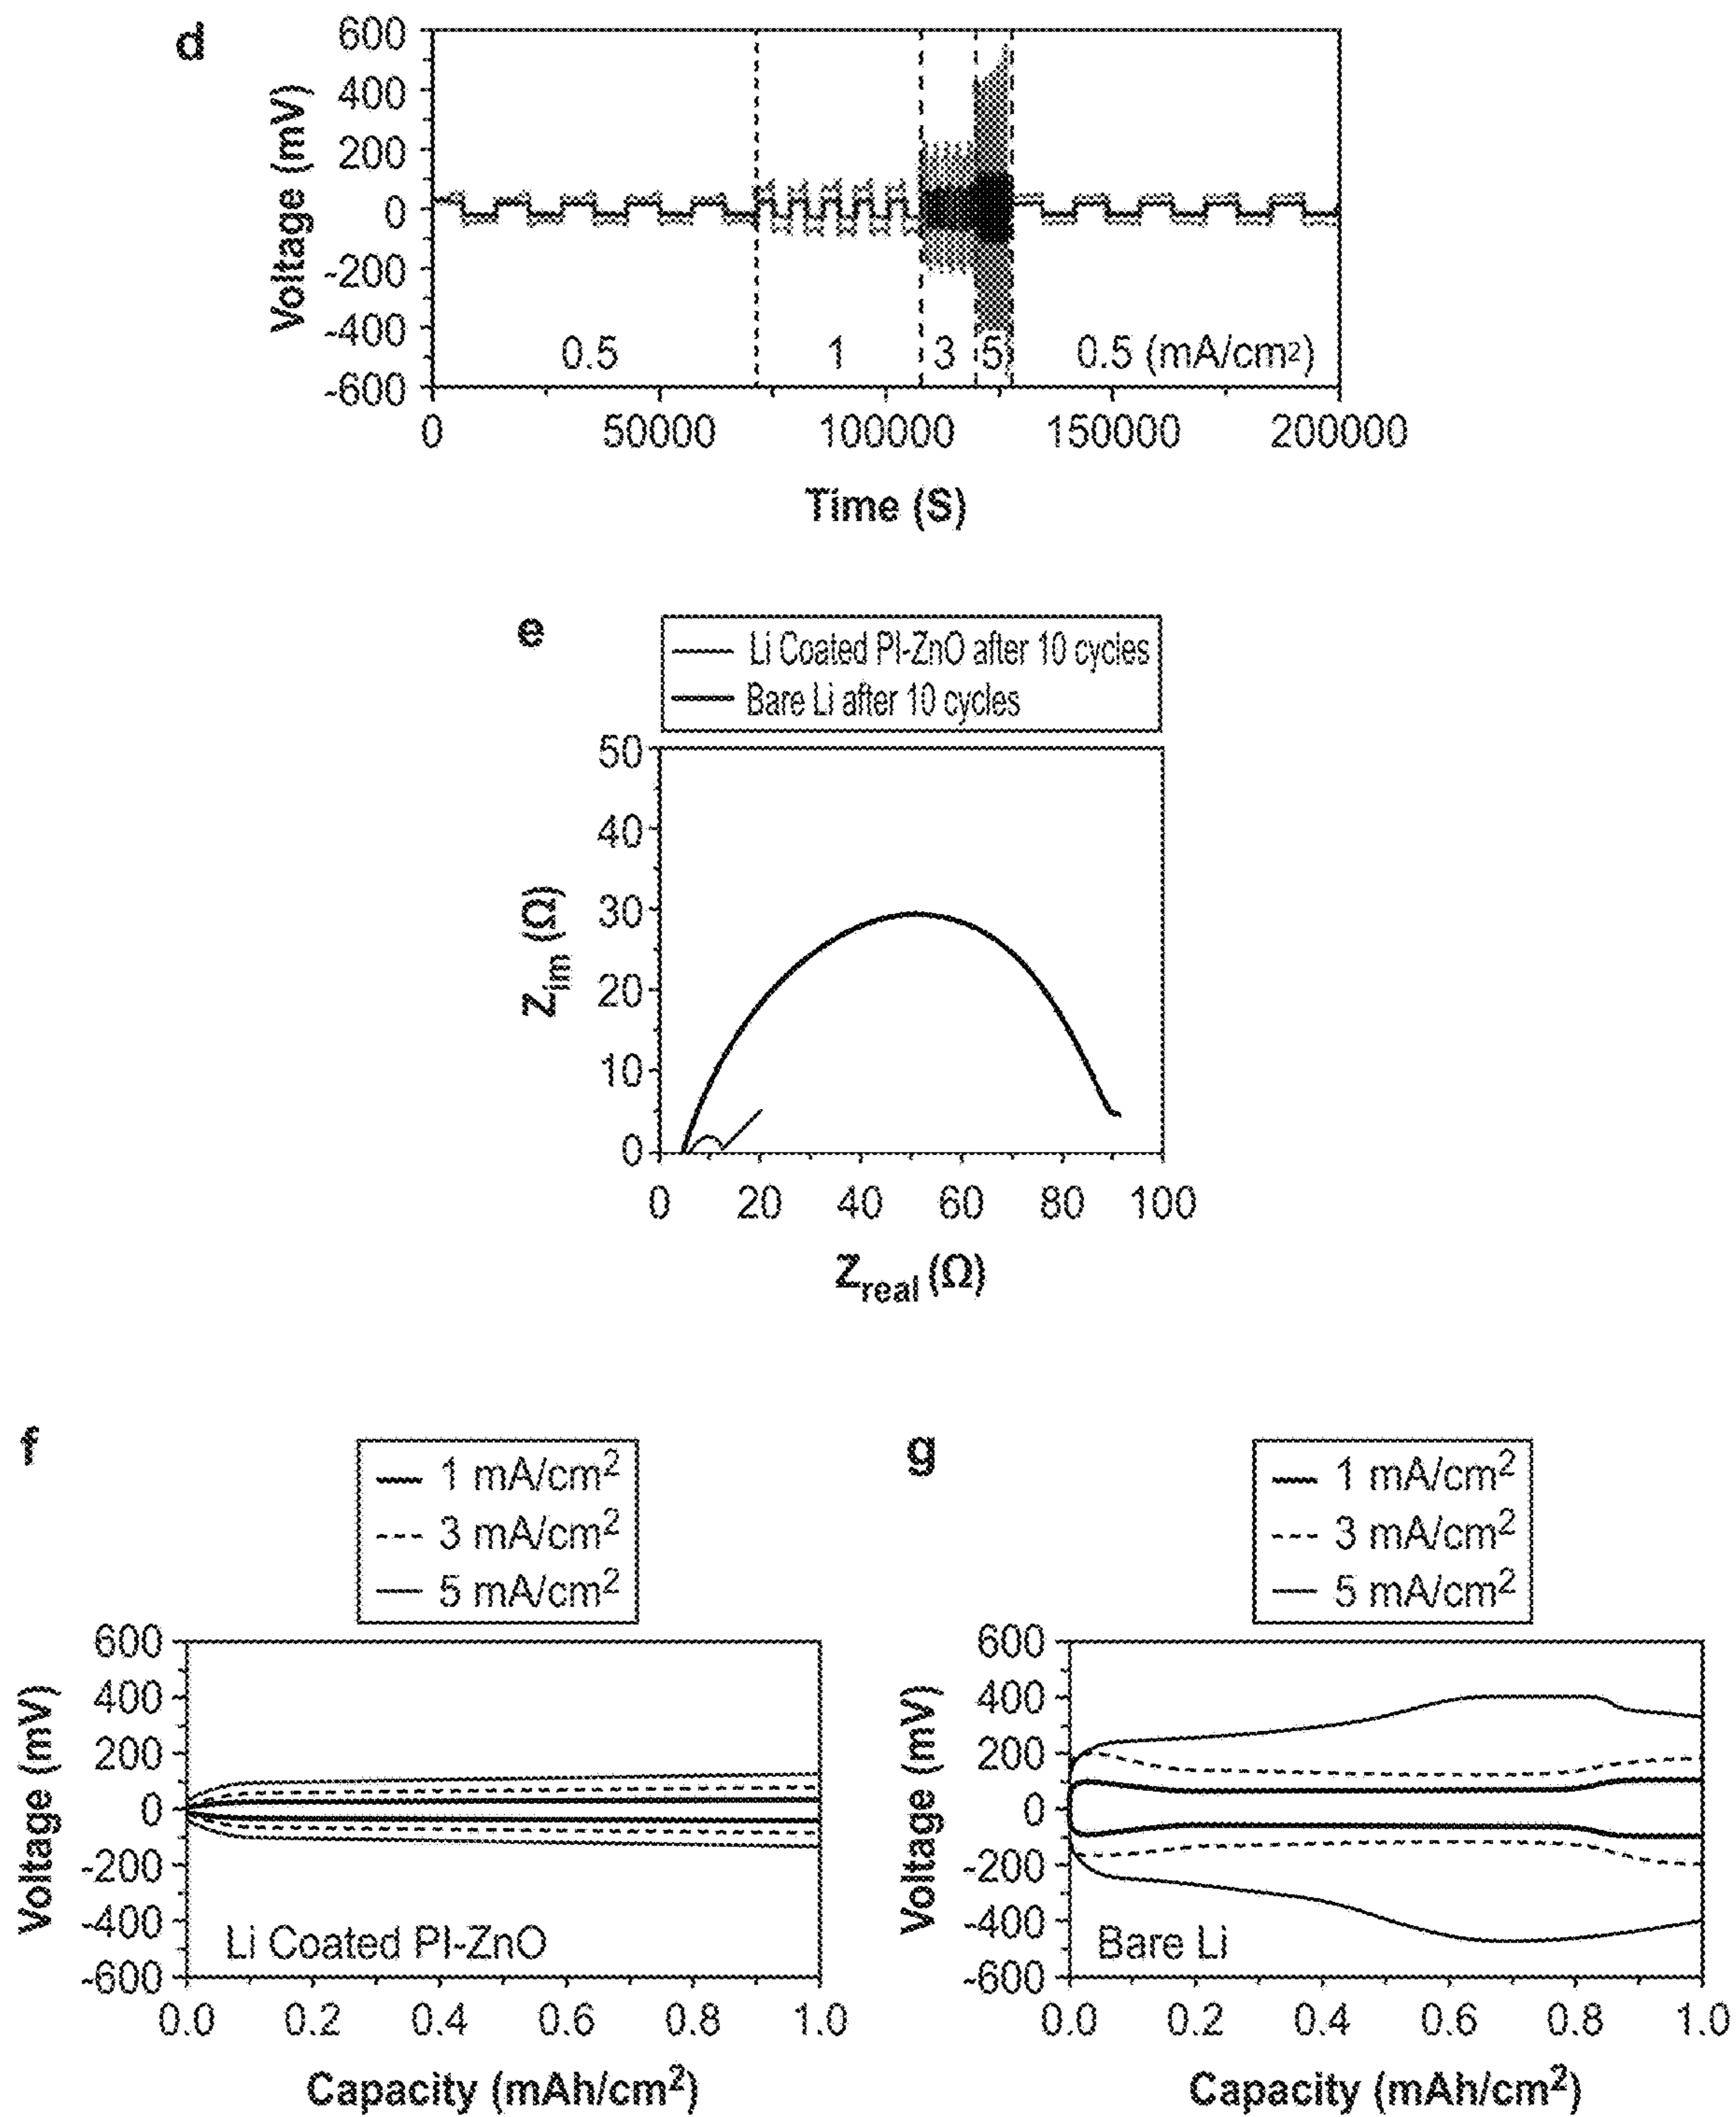 d
600
400
200
0
-200
-400
-600
Voltage (mV)
0.5
1
3
5
0.5 (mA/cm2)
0
50000
100000
150000
200000
Time (S)
e
Li Coated PI-ZnO after 10 cycles
Bare Li after 10 cycles
50
40
30
20
10
0
Zim (Ω)
0
20
40
60
80
100
Zreal (Ω)
f
1 mA/cm2
3 mA/cm2
5 mA/cm2
600
400
200
0
-200
-400
-600
Voltage (mV)
Li Coated PI-ZnO
0.0
0.2
0.4
0.6
0.8
1.0
Capacity (mAh/cm2)
g
1 mA/cm2
3 mA/cm2
5 mA/cm2
600
400
200
0
-200
-400
-600
Voltage (mV)
Bare Li
0.0
0.2
0.4
0.6
0.8
1.0
Capacity (mAh/cm2)